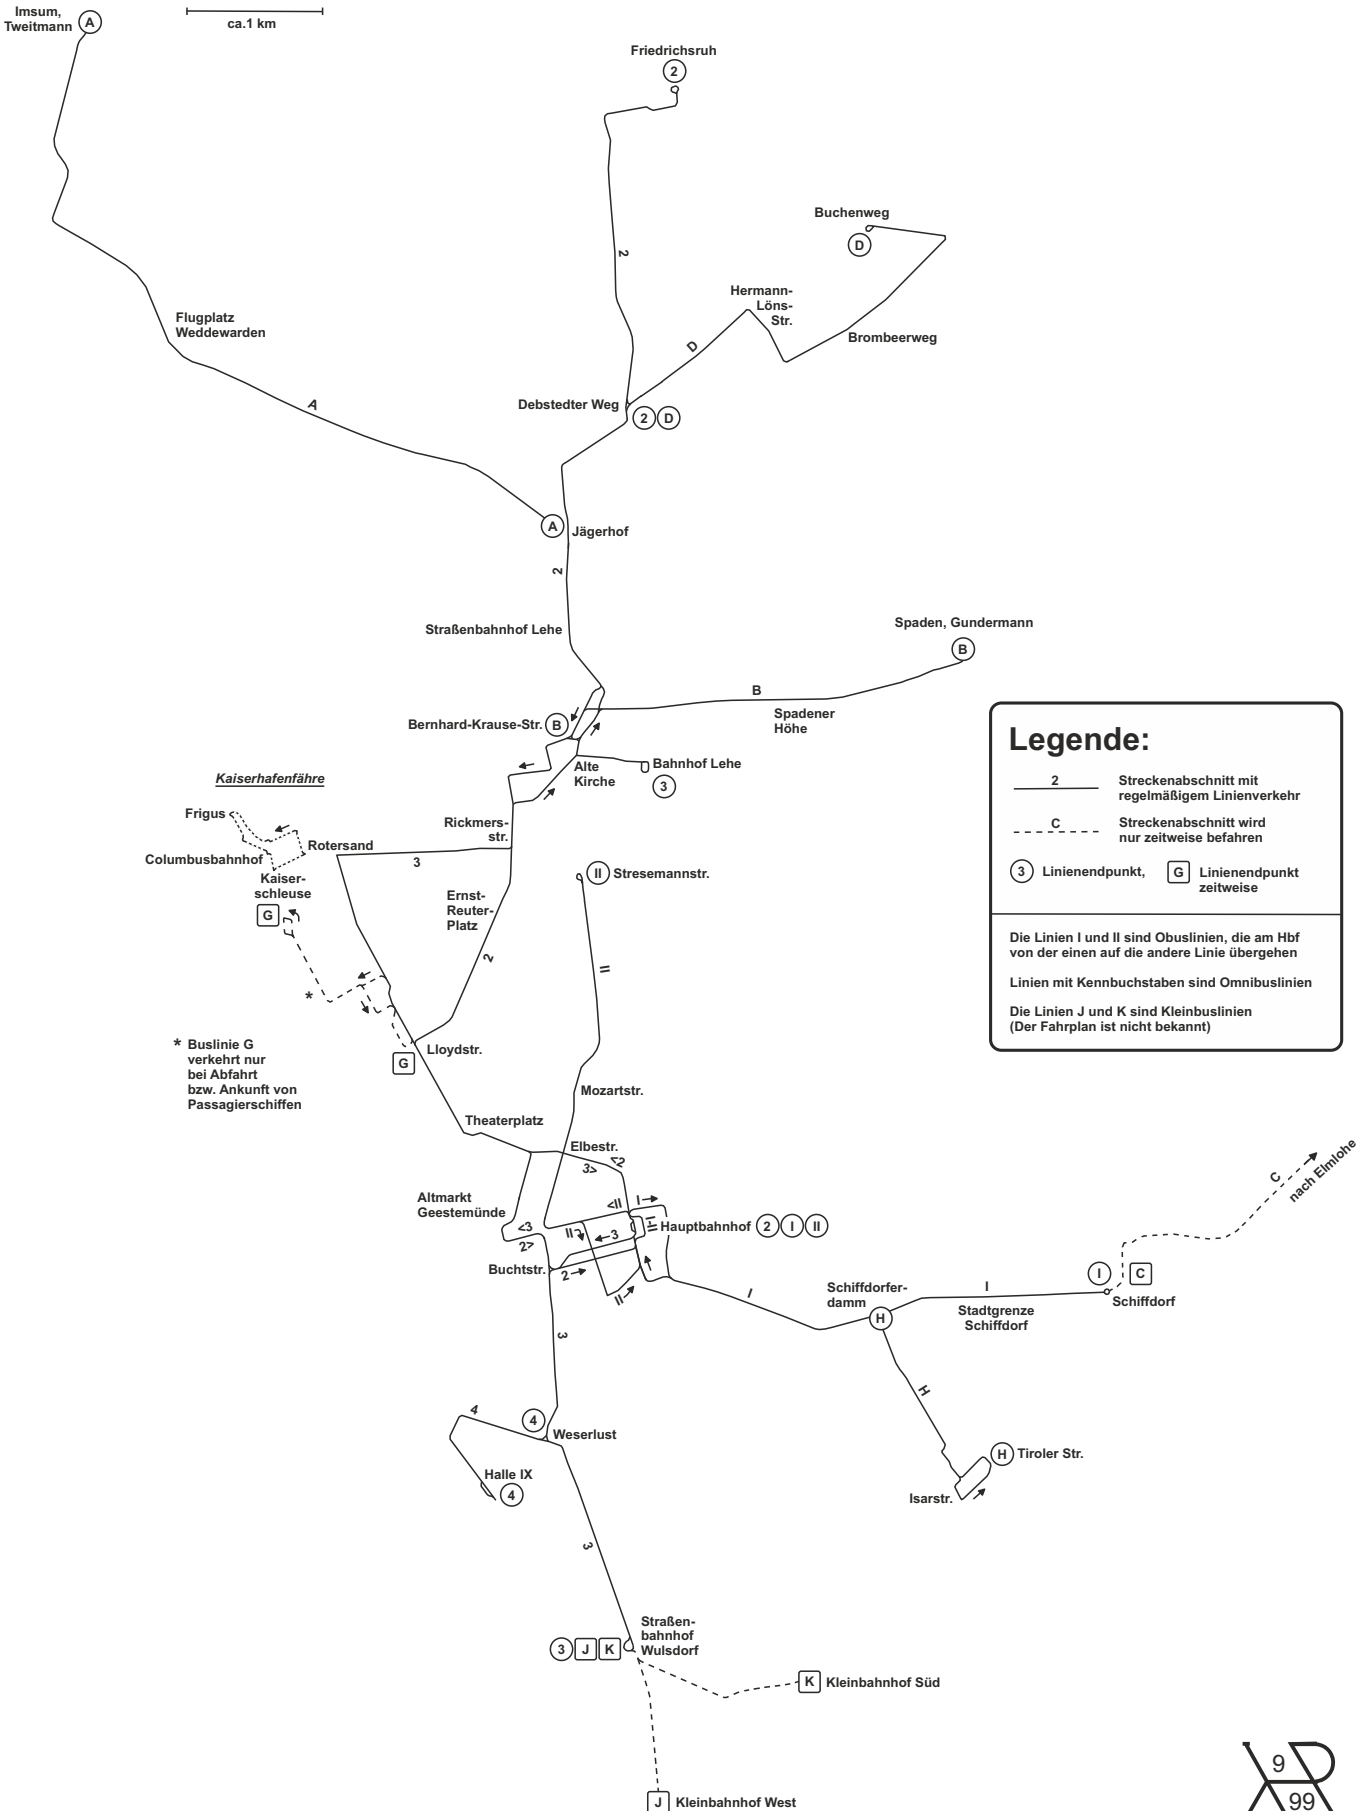 Imsum,
Tweitmann
A
ca.1 km
Friedrichsruh
2
2
Buchenweg
D
Hermann-
Löns-
Str.
Brombeerweg
D
Flugplatz
Weddewarden
A
Debstedter Weg
2 D
A
Jägerhof
2
Straßenbahnhof Lehe
Spaden, Gundermann
B
B
Spadener
Höhe
Bernhard-Krause-Str. B
Alte
Kirche
Bahnhof Lehe
3
Legende:
2
Streckenabschnitt mit
regelmäßigem Linienverkehr
C
Streckenabschnitt wird
nur zeitweise befahren
3 Linienendpunkt,
G Linienendpunkt
zeitweise
Die Linien I und II sind Obuslinien, die am Hbf
von der einen auf die andere Linie übergehen
Linien mit Kennbuchstaben sind Omnibuslinien
Die Linien J und K sind Kleinbuslinien
(Der Fahrplan ist nicht bekannt)
Kaiserhafenfähre
Frigus
Columbusbahnhof
Rotersand
Kaiser-
schleuse
G
Rickmers-
str.
3
Ernst-
Reuter-
Platz
2
II Stresemannstr.
II
*
* Buslinie G
verkehrt nur
bei Abfahrt
bzw. Ankunft von
Passagierschiffen
G
Lloydstr.
Mozartstr.
Theaterplatz
Elbestr.
<2
3>
Altmarkt
Geestemünde
<II
I
I+II
Hauptbahnhof 2 I II
<3
2>
II
3
Buchtstr.
2
II
I
Schiffdorfer-
damm
H
I
Stadtgrenze
Schiffdorf
I C
Schiffdorf
C
nach Elmlohe
3
H
4
4
Weserlust
Halle IX
4
H Tiroler Str.
Isarstr.
3
Straßen-
bahnhof
Wulsdorf
3 J K
K Kleinbahnhof Süd
J Kleinbahnhof West
9
99